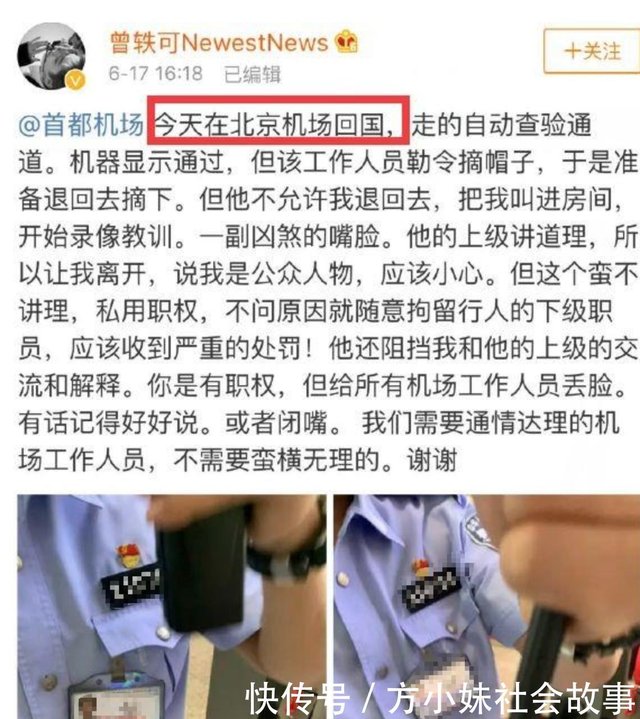 曾轶可NewestNews
6-17 16:18 已编辑
+关注
@首都机场 今天在北京机场回国，走的自动查验通
道。机器显示通过，但该工作人员勒令摘帽子，于是准
备退回去摘下。但他不允许我退回去，把我叫进房间，
开始录像教训。一副凶煞的嘴脸。他的上级讲道理，所
以让我离开，说我是公众人物，应该小心。但这个蛮不
讲理，私用职权，不问原因就随意拘留行人的下级职
员，应该收到严重的处罚！他还阻挡我和他的上级的交
流和解释。你是有职权，但给所有机场工作人员丢脸。
有话记得好好说。或者闭嘴。 我们需要通情达理的机
场工作人员，不需要蛮横无理的。谢谢
快传号 / 方小妹社会故事